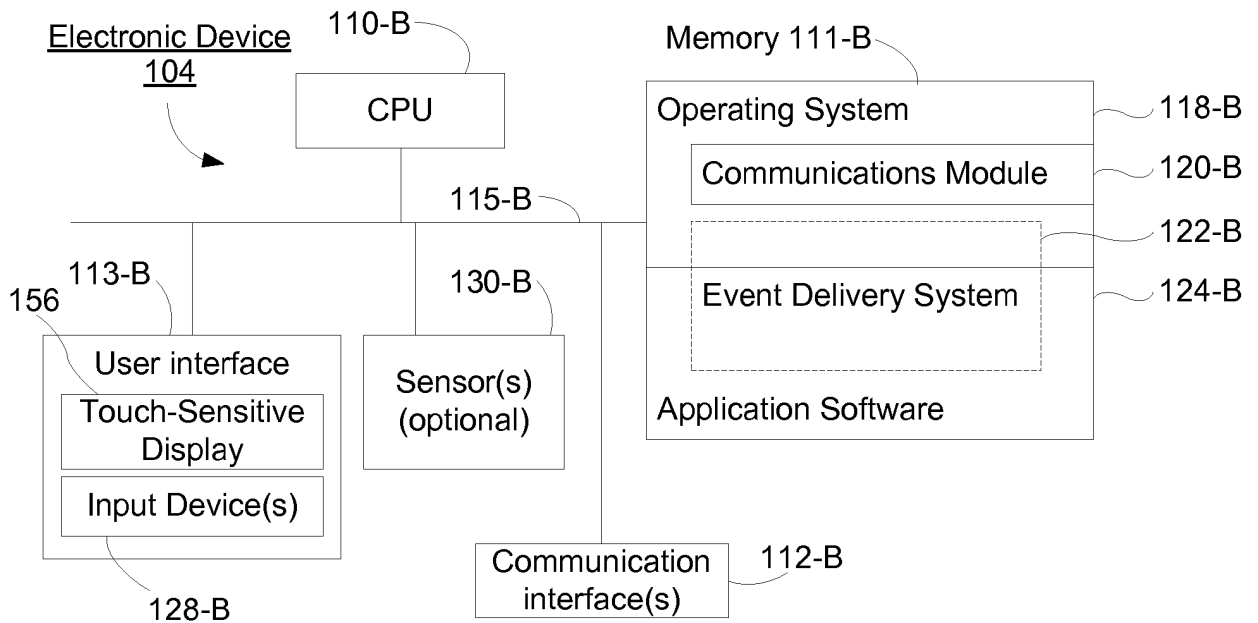 Electronic Device
104
110-B
CPU
Memory 111-B
Operating System
118-B
Communications Module
120-B
115-B
122-B
Event Delivery System
124-B
Application Software
113-B
156
User interface
Touch-Sensitive
Display
Input Device(s)
128-B
130-B
Sensor(s)
(optional)
Communication
interface(s)
112-B